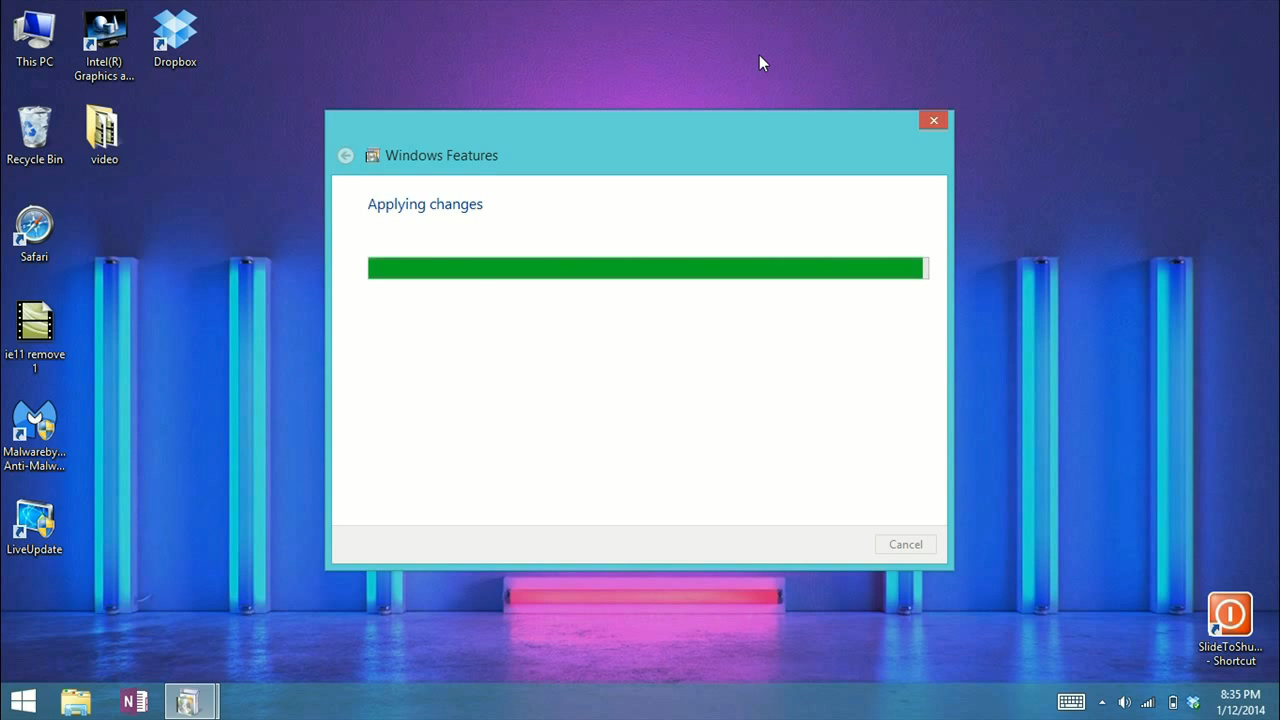 This PC
Intel(R)
Graphics a...
Dropbox
Recycle Bin
video
Safari
ie11 remove
1
Malwareby...
Anti-Malw...
LiveUpdate
Windows Features
Applying changes
Cancel
SlideToShu...
- Shortcut
N
8:35 PM
1/12/2014